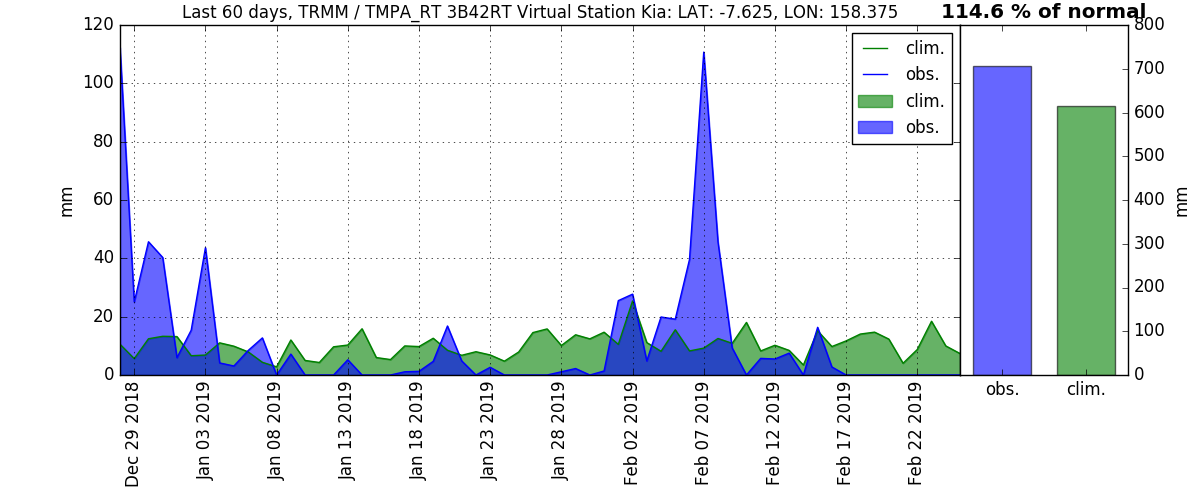 Last 60 days, TRMM / TMPA_RT 3B42RT Virtual Station Kia: LAT: -7.625, LON: 158.375
114.6 % of normal
120
100
80
60
40
20
0
mm
clim.
obs.
clim.
obs.
Dec 29 2018
Jan 03 2019
Jan 08 2019
Jan 13 2019
Jan 18 2019
Jan 23 2019
Jan 28 2019
Feb 02 2019
Feb 07 2019
Feb 12 2019
Feb 17 2019
Feb 22 2019
800
700
600
500
400
300
200
100
0
mm
obs.
clim.